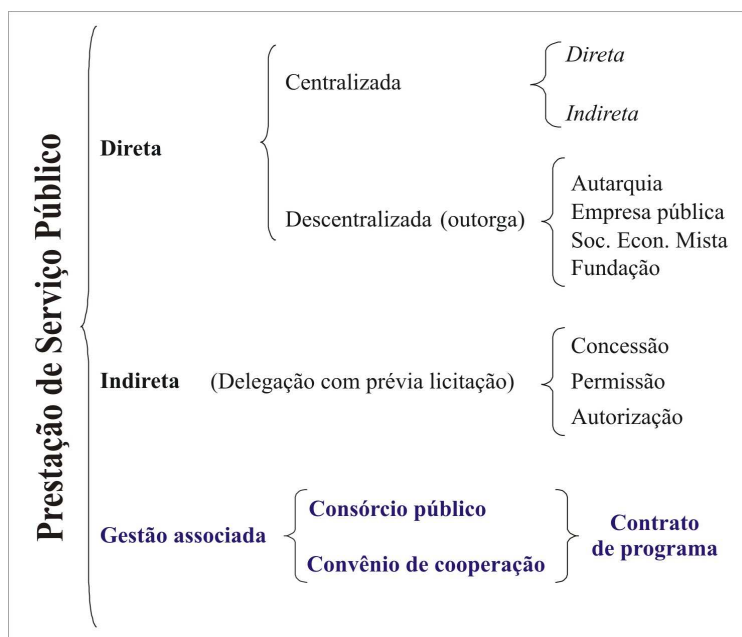 Prestação de Serviço Público
Direta
Centralizada
Direta
Indireta
Descentralizada (outorga)
Autarquia
Empresa pública
Soc. Econ. Mista
Fundação
Indireta (Delegação com prévia licitação)
Concessão
Permissão
Autorização
Gestão associada
Consórcio público
Convênio de cooperação
Contrato
de programa